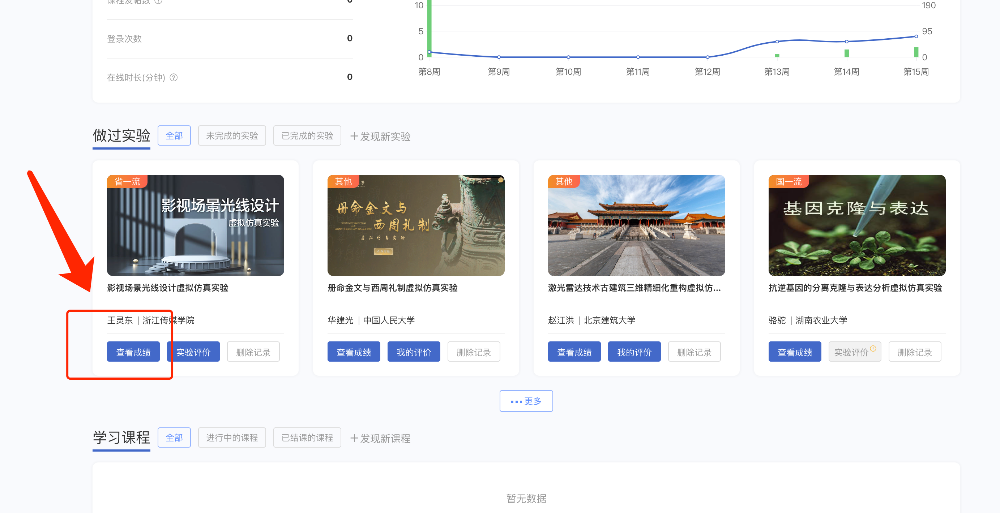 课程发帖数 ?
0
登录次数
0
在线时长(分钟) ?
0
10
5
0
190
95
0
第8周 第9周 第10周 第11周 第12周 第13周 第14周 第15周
做过实验
全部
未完成的实验
已完成的实验
+发现新实验
省一流
影视场景光线设计
虚拟仿真实验
影视场景光线设计虚拟仿真实验
王灵东 | 浙江传媒学院
查看成绩 实验评价 删除记录
其他
册命金文与
西周礼制
虚拟仿真实验
册命金文与西周礼制虚拟仿真实验
华建光 | 中国人民大学
查看成绩 我的评价 删除记录
其他
激光雷达技术古建筑三维精细化重构虚拟仿...
赵江洪 | 北京建筑大学
查看成绩 我的评价 删除记录
国一流
基因克隆与表达
抗逆基因的分离克隆与表达分析虚拟仿真实验
骆驼 | 湖南农业大学
查看成绩 实验评价 删除记录
...更多
学习课程
全部
进行中的课程
已结课的课程
+发现新课程
暂无数据